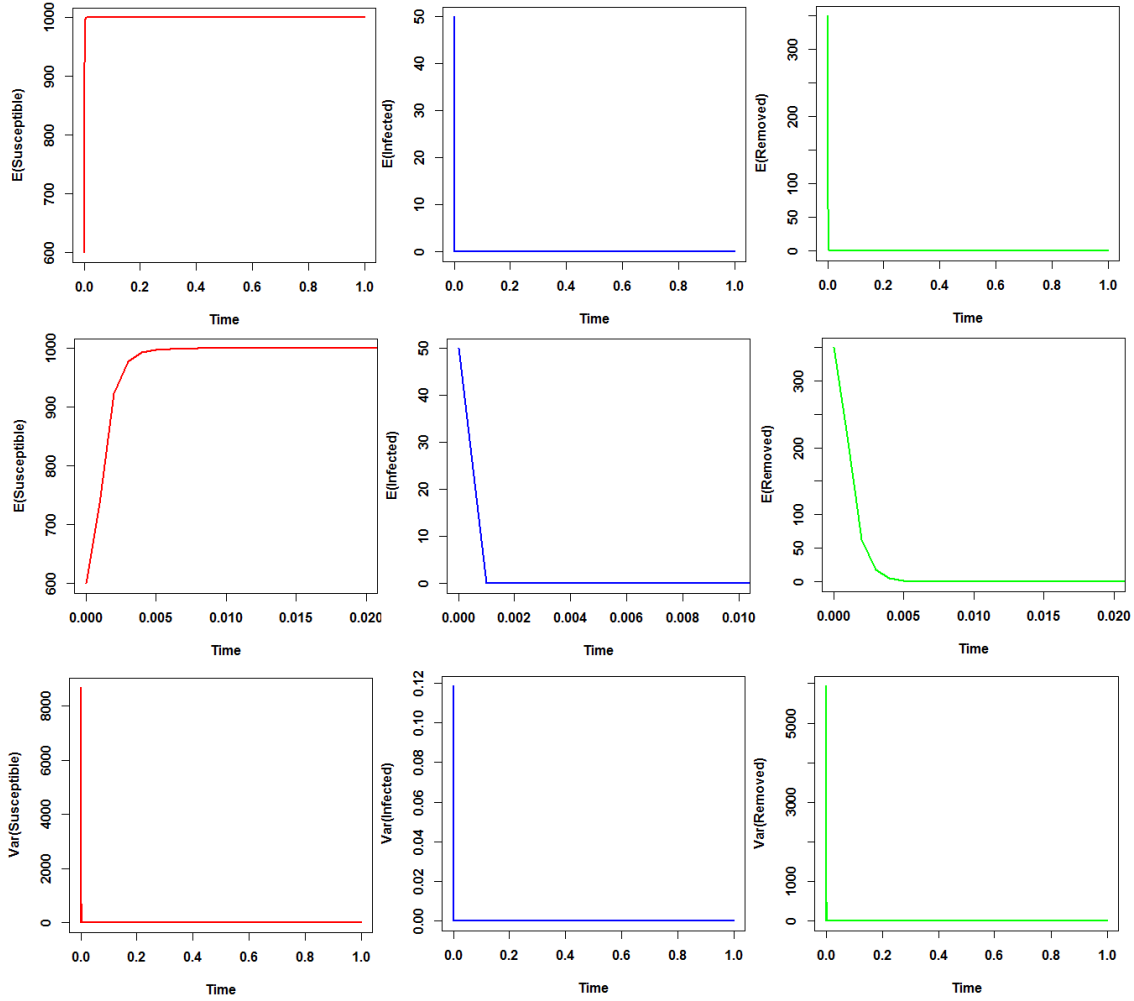 E(Susceptible)
1000
900
800
700
600
0.0 0.2 0.4 0.6 0.8 1.0
Time
E(Infected)
50
40
30
20
10
0
0.0 0.2 0.4 0.6 0.8 1.0
Time
E(Removed)
300
200
150
100
50
0
0.0 0.2 0.4 0.6 0.8 1.0
Time
E(Susceptible)
1000
900
800
700
600
0.000 0.005 0.010 0.015 0.020
Time
E(Infected)
50
40
30
20
10
0
0.000 0.002 0.004 0.006 0.008 0.010
Time
E(Removed)
300
200
150
100
50
0
0.000 0.005 0.010 0.015 0.020
Time
Var(Susceptible)
8000
6000
4000
2000
0
0.0 0.2 0.4 0.6 0.8 1.0
Time
Var(Infected)
0.12
0.10
0.08
0.06
0.04
0.02
0.00
0.0 0.2 0.4 0.6 0.8 1.0
Time
Var(Removed)
5000
3000
1000
0
0.0 0.2 0.4 0.6 0.8 1.0
Time